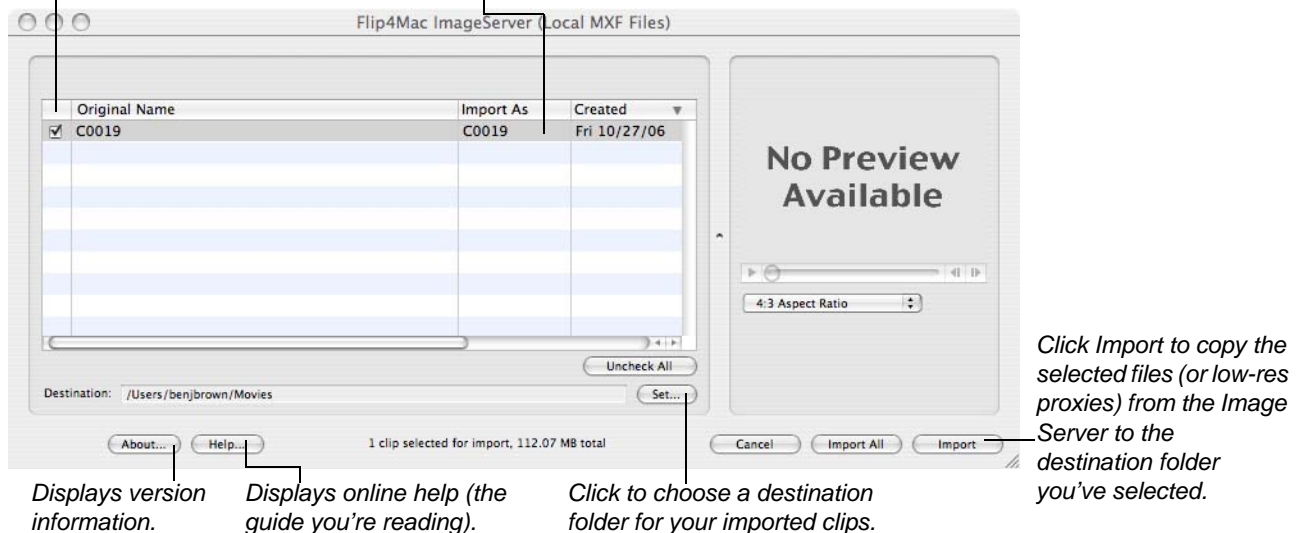 Flip4Mac ImageServer (Local MXF Files)
Original Name Import As Created
C0019 C0019 Fri 10/27/06
No Preview
Available
4:3 Aspect Ratio
Uncheck All
Destination: /Users/benjbrown/Movies Set...
About... Help... 1 clip selected for import, 112.07 MB total Cancel Import All Import
Click Import to copy the
selected files (or low-res
proxies) from the Image
Server to the
destination folder
you've selected.
Displays version
information.
Displays online help (the
guide you're reading).
Click to choose a destination
folder for your imported clips.